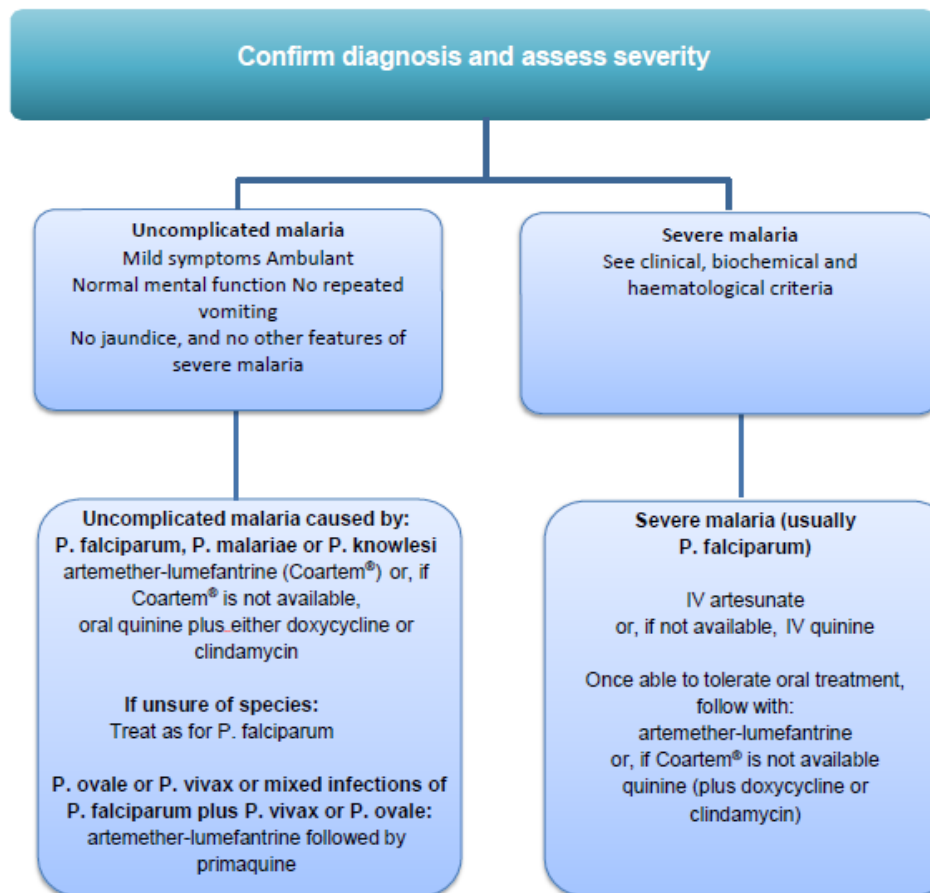 Confirm diagnosis and assess severity
Uncomplicated malaria
Mild symptoms Ambulant
Normal mental function No repeated
vomiting
No jaundice, and no other features of
severe malaria
Severe malaria
See clinical, biochemical and
haematological criteria
Uncomplicated malaria caused by:
P. falciparum, P. malariae or P. knowlesi
artemether-lumefantrine (Coartem®) or, if
Coartem® is not available,
oral quinine plus either doxycycline or
clindamycin
If unsure of species:
Treat as for P. falciparum
P. ovale or P. vivax or mixed infections of
P. falciparum plus P. vivax or P. ovale:
artemether-lumefantrine followed by
primaquine
Severe malaria (usually
P. falciparum)
IV artesunate
or, if not available, IV quinine
Once able to tolerate oral treatment,
follow with:
artemether-lumefantrine
or, if Coartem® is not available
quinine (plus doxycycline or
clindamycin)